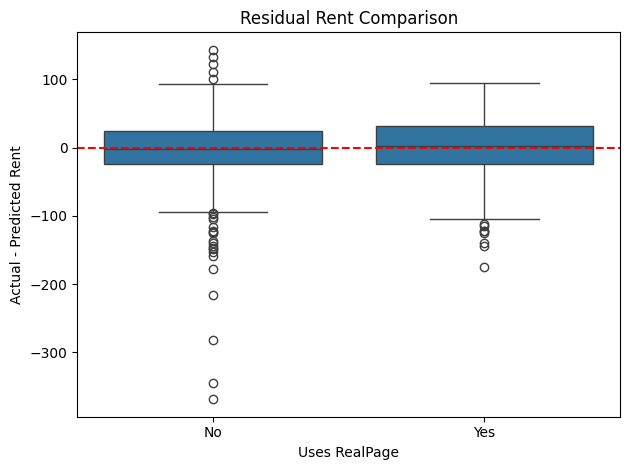 Residual Rent Comparison
Actual - Predicted Rent
100
0
−100
−200
−300
No
Yes
Uses RealPage